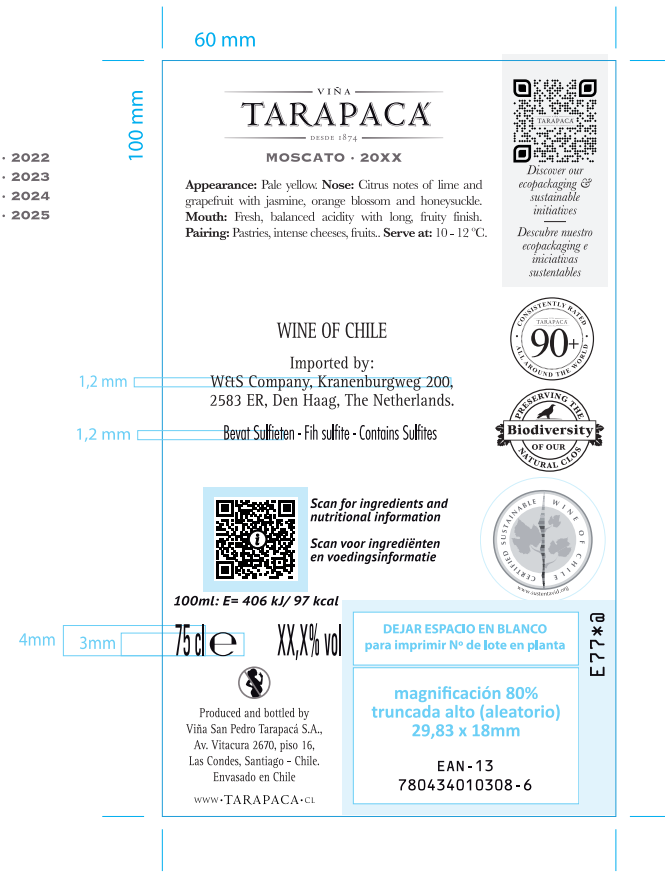 60 mm
100 mm
· 2022
· 2023
· 2024
· 2025
VIÑA
TARAPACÁ
DESDE 1874
MOSCATO · 20XX
Appearance: Pale yellow. Nose: Citrus notes of lime and
grapefruit with jasmine, orange blossom and honeysuckle.
Mouth: Fresh, balanced acidity with long, fruity finish.
Pairing: Pastries, intense cheeses, fruits.. Serve at: 10 - 12 °C.
TARAPACÁ
Discover our
ecopackaging &
sustainable
initiatives
Descubre nuestro
ecopackaging e
iniciativas
sustentables
WINE OF CHILE
Imported by:
1,2 mm
W&S Company, Kranenburgweg 200,
2583 ER, Den Haag, The Netherlands.
1,2 mm
Bevat Sulfieten - Fih sulfite - Contains Sulfites
CONSISTENTLY RATED
TARAPACÁ
90+
ALL AROUND THE WORLD
PRESERVING THE
Biodiversity
OF OUR
NATURAL CLOS
Scan for ingredients and
nutritional information
Scan voor ingrediënten
en voedingsinformatie
CERTIFIED SUSTAINABLE WINE OF CHILE
www.sustentavid.org
100ml: E= 406 kJ/ 97 kcal
4mm
3mm
75 cl e
XX,X% vol
DEJAR ESPACIO EN BLANCO
para imprimir Nº de lote en planta
E77*a
magnificación 80%
truncada alto (aleatorio)
29,83 x 18mm
EAN-13
780434010308-6
Produced and bottled by
Viña San Pedro Tarapacá S.A.,
Av. Vitacura 2670, piso 16,
Las Condes, Santiago - Chile.
Envasado en Chile
WWW·TARAPACA·CL